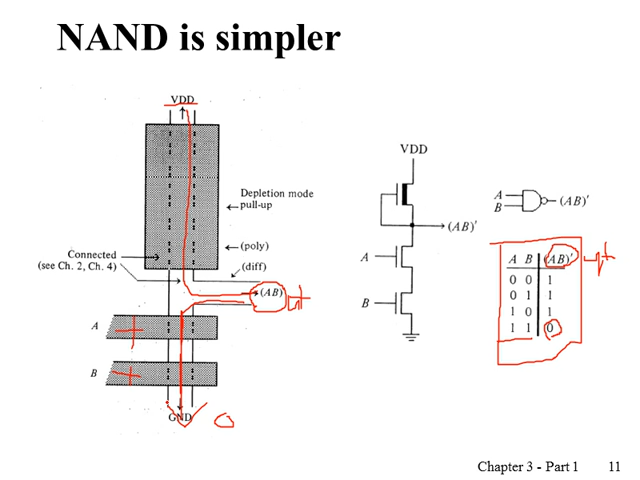 NAND is simpler
VDD
Depletion mode
pull-up
(poly)
(diff)
Connected
(see Ch. 2, Ch. 4)
(AB)
A
B
GND
0
VDD
(AB)'
A
B
A
B
(AB)'
A B (AB)'
0 0 1
0 1 1
1 0 1
1 1 0
Chapter 3 - Part 1 11